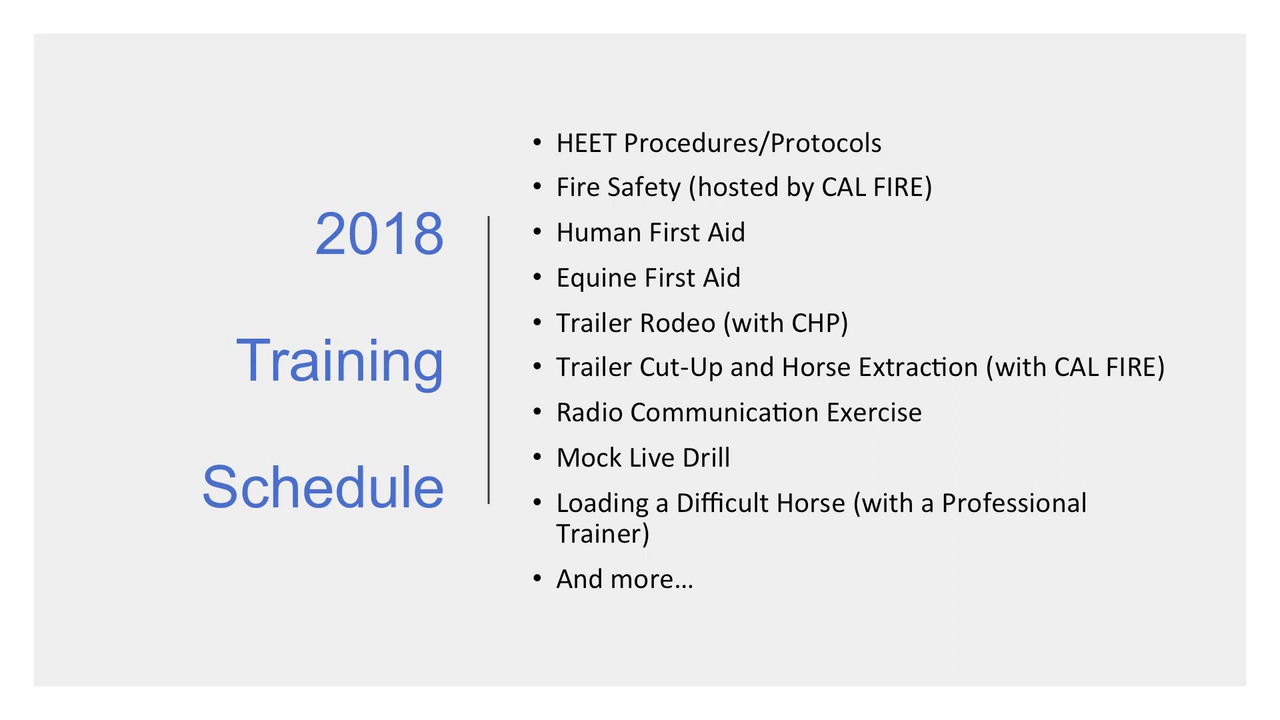 2018
Training
Schedule
• HEET Procedures/Protocols
• Fire Safety (hosted by CAL FIRE)
• Human First Aid
• Equine First Aid
• Trailer Rodeo (with CHP)
• Trailer Cut-Up and Horse Extraction (with CAL FIRE)
• Radio Communication Exercise
• Mock Live Drill
• Loading a Difficult Horse (with a Professional
Trainer)
• And more…